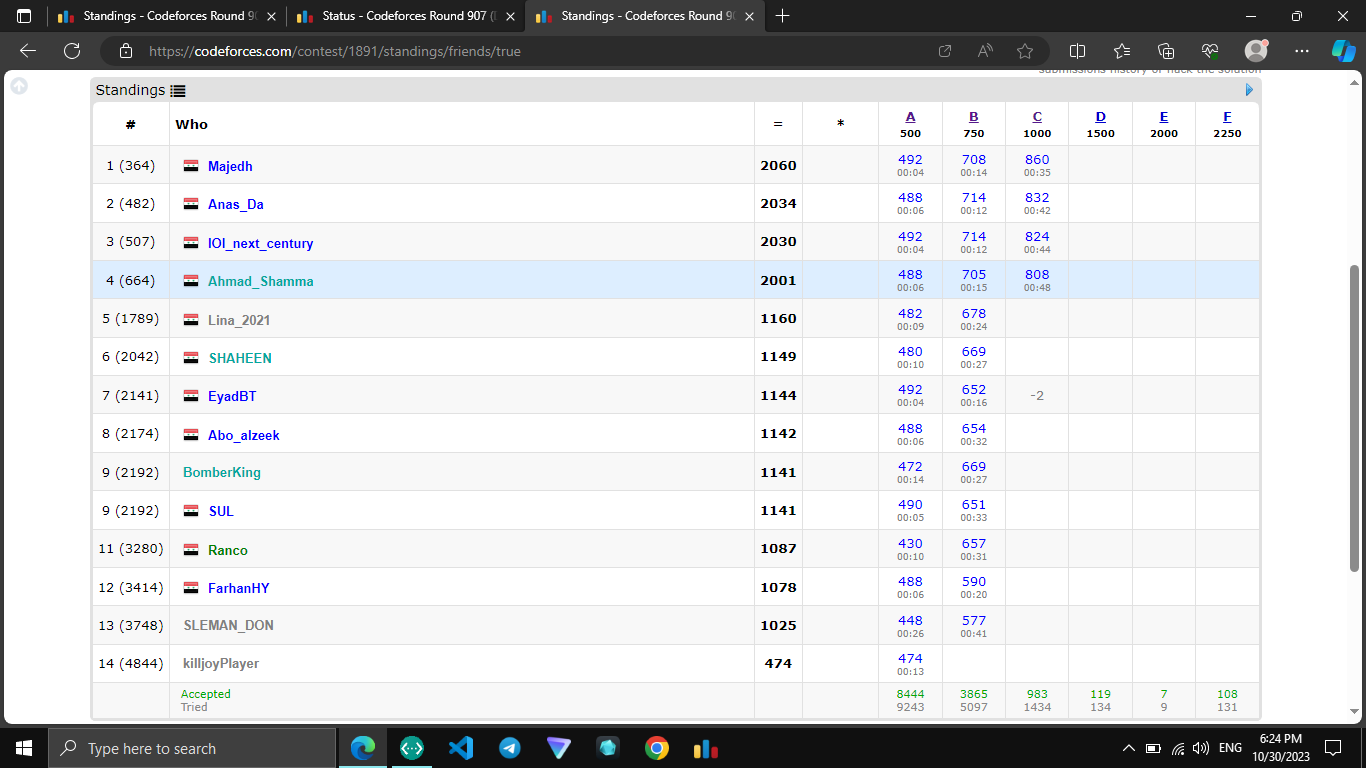 Standings - Codeforces Round 90
Status - Codeforces Round 907 (
Standings - Codeforces Round 90
https://codeforces.com/contest/1891/standings/friends/true
submissions history or hack the solution
Standings
# Who = * A B C D E F
500 750 1000 1500 2000 2250
1 (364) Majedh 2060 492 708 860
00:04 00:14 00:35
2 (482) Anas_Da 2034 488 714 832
00:06 00:12 00:42
3 (507) IOI_next_century 2030 492 714 824
00:04 00:12 00:44
4 (664) Ahmad_Shamma 2001 488 705 808
00:06 00:15 00:48
5 (1789) Lina_2021 1160 482 678
00:09 00:24
6 (2042) SHAHEEN 1149 480 669
00:10 00:27
7 (2141) EyadBT 1144 492 652 -2
00:04 00:16
8 (2174) Abo_alzeek 1142 488 654
00:06 00:32
9 (2192) BomberKing 1141 472 669
00:14 00:27
9 (2192) SUL 1141 490 651
00:05 00:33
11 (3280) Ranco 1087 430 657
00:10 00:31
12 (3414) FarhanHY 1078 488 590
00:06 00:20
13 (3748) SLEMAN_DON 1025 448 577
00:26 00:41
14 (4844) killjoyPlayer 474 474
00:13
Accepted 8444 3865 983 119 7 108
Tried 9243 5097 1434 134 9 131
Type here to search
ENG
6:24 PM
10/30/2023